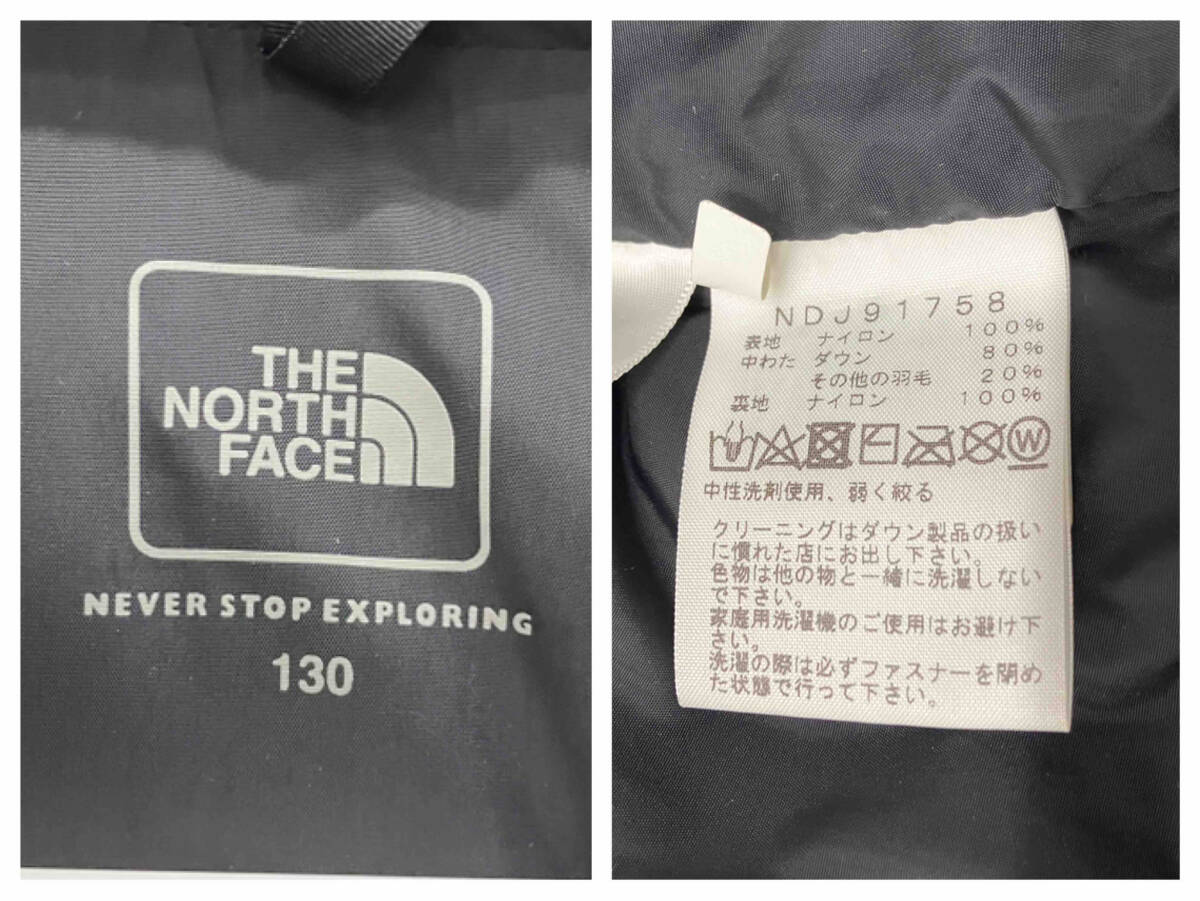 THE
NORTH
FACE
NEVER STOP EXPLORING
130
NDJ91758
表地 ナイロン 100%
中わた ダウン 80%
その他の羽毛 20%
裏地 ナイロン 100%
W
中性洗剤使用、弱く絞る
クリーニングはダウン製品の扱い
に慣れた店にお出し下さい。
色物は他の物と一緒に洗濯しない
で下さい。
家庭用洗濯機のご使用はお避け下
さい。
洗濯の際は必ずファスナーを閉め
た状態で行って下さい。